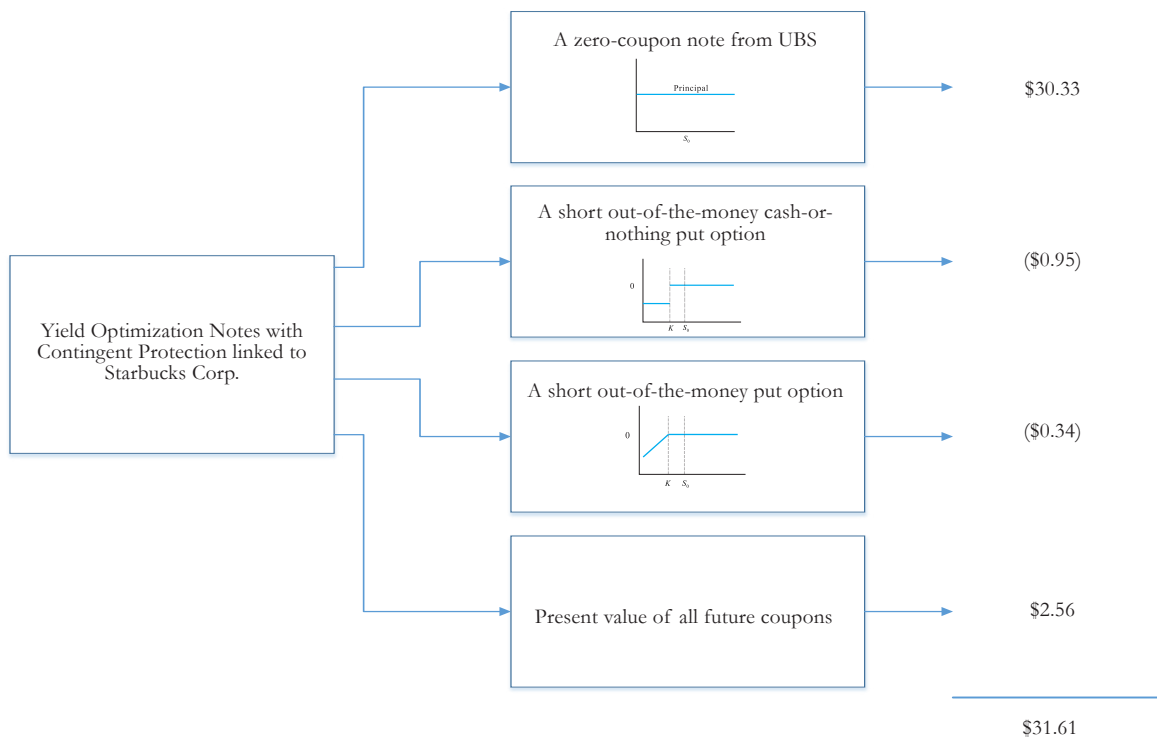 A zero-coupon note from UBS
Principal
S0
$30.33
A short out-of-the-money cash-or-
nothing put option
0
K S0
($0.95)
Yield Optimization Notes with
Contingent Protection linked to
Starbucks Corp.
A short out-of-the-money put option
0
K S0
($0.34)
Present value of all future coupons
$2.56
$31.61